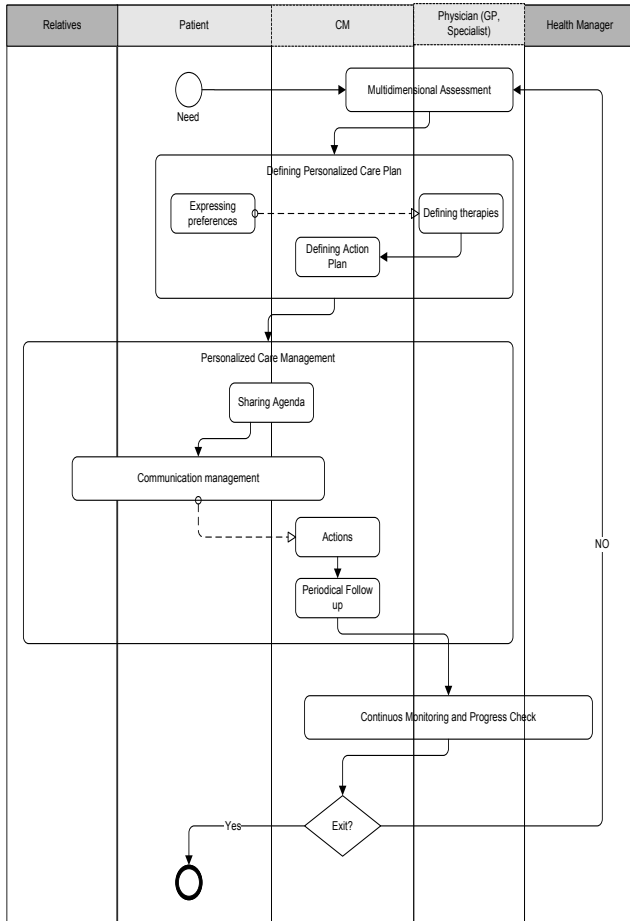 Relatives
Patient
CM
Physician (GP,
Specialist)
Health Manager
Need
Multidimensional Assessment
Defining Personalized Care Plan
Expressing
preferences
Defining therapies
Defining Action
Plan
Personalized Care Management
Sharing Agenda
Communication management
Actions
Periodical Follow
up
NO
Continuos Monitoring and Progress Check
Exit?
Yes